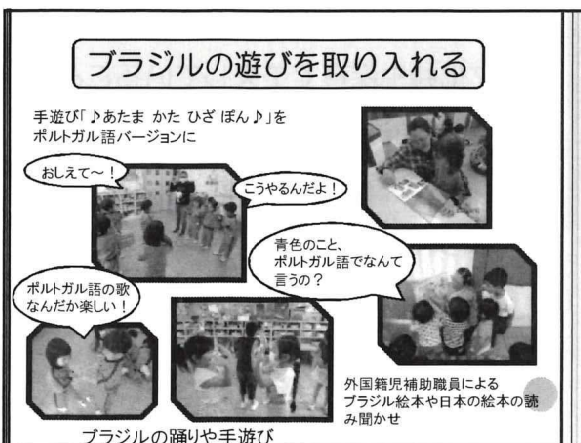 ブラジルの遊びを取り入れる
手遊び「♪あたま かた ひざ ぽん♪」を
ポルトガル語バージョンに
おしえて～！
こうやるんだよ！
青色のこと、
ポルトガル語でなんて
言うの？
ポルトガル語の歌
なんだか楽しい！
外国籍児補助職員による
ブラジル絵本や日本の絵本の読
み聞かせ
ブラジルの踊りや手遊び